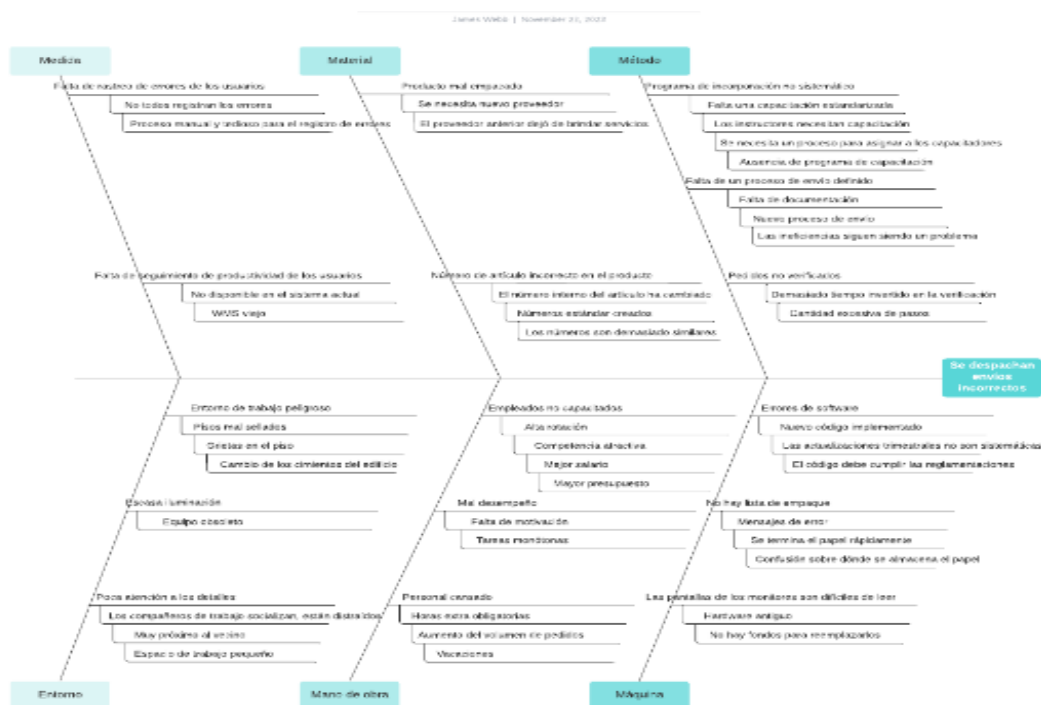 James Webb | November 21, 2022
Medida
Falta de rastreo de errores de los usuarios
No todos registran los errores
Proceso manual y tedioso para el registro de errores
Falta de seguimiento de productividad de los usuarios
No disponible en el sistema actual
WMS viejo
Material
Producto mal empacado
Se necesita nuevo proveedor
El proveedor anterior dejó de brindar servicios
Número de artículo incorrecto en el producto
El número interno del artículo ha cambiado
Números estándar creados
Los números son demasiado similares
Método
Programa de incorporación no sistemático
Falta una capacitación estandarizada
Los instructores necesitan capacitación
Se necesita un proceso para asignar a los capacitadores
Ausencia de programa de capacitación
Falta de un proceso de envío definido
Falta de documentación
Nuevo proceso de envío
Las ineficiencias siguen siendo un problema
Pedidos no verificados
Demasiado tiempo invertido en la verificación
Cantidad excesiva de pasos
Se despachan
envíos
incorrectos
Entorno de trabajo peligroso
Pisos mal sellados
Grietas en el piso
Cambio de los cimientos del edificio
Escasa iluminación
Equipo obsoleto
Poca atención a los detalles
Los compañeros de trabajo socializan, están distraídos
Muy próximo al vecino
Espacio de trabajo pequeño
Entorno
Empleados no capacitados
Alta rotación
Competencia atractiva
Mejor salario
Mayor presupuesto
Mal desempeño
Falta de motivación
Tareas monótonas
Personal cansado
Horas extra obligatorias
Aumento del volumen de pedidos
Vacaciones
Mano de obra
Errores de software
Nuevo código implementado
Las actualizaciones trimestrales no son sistemáticas
El código debe cumplir las reglamentaciones
No hay lista de empaque
Mensajes de error
Se termina el papel rápidamente
Confusión sobre dónde se almacena el papel
Las pantallas de los monitores son difíciles de leer
Hardware antiguo
No hay fondos para reemplazarlos
Máquina